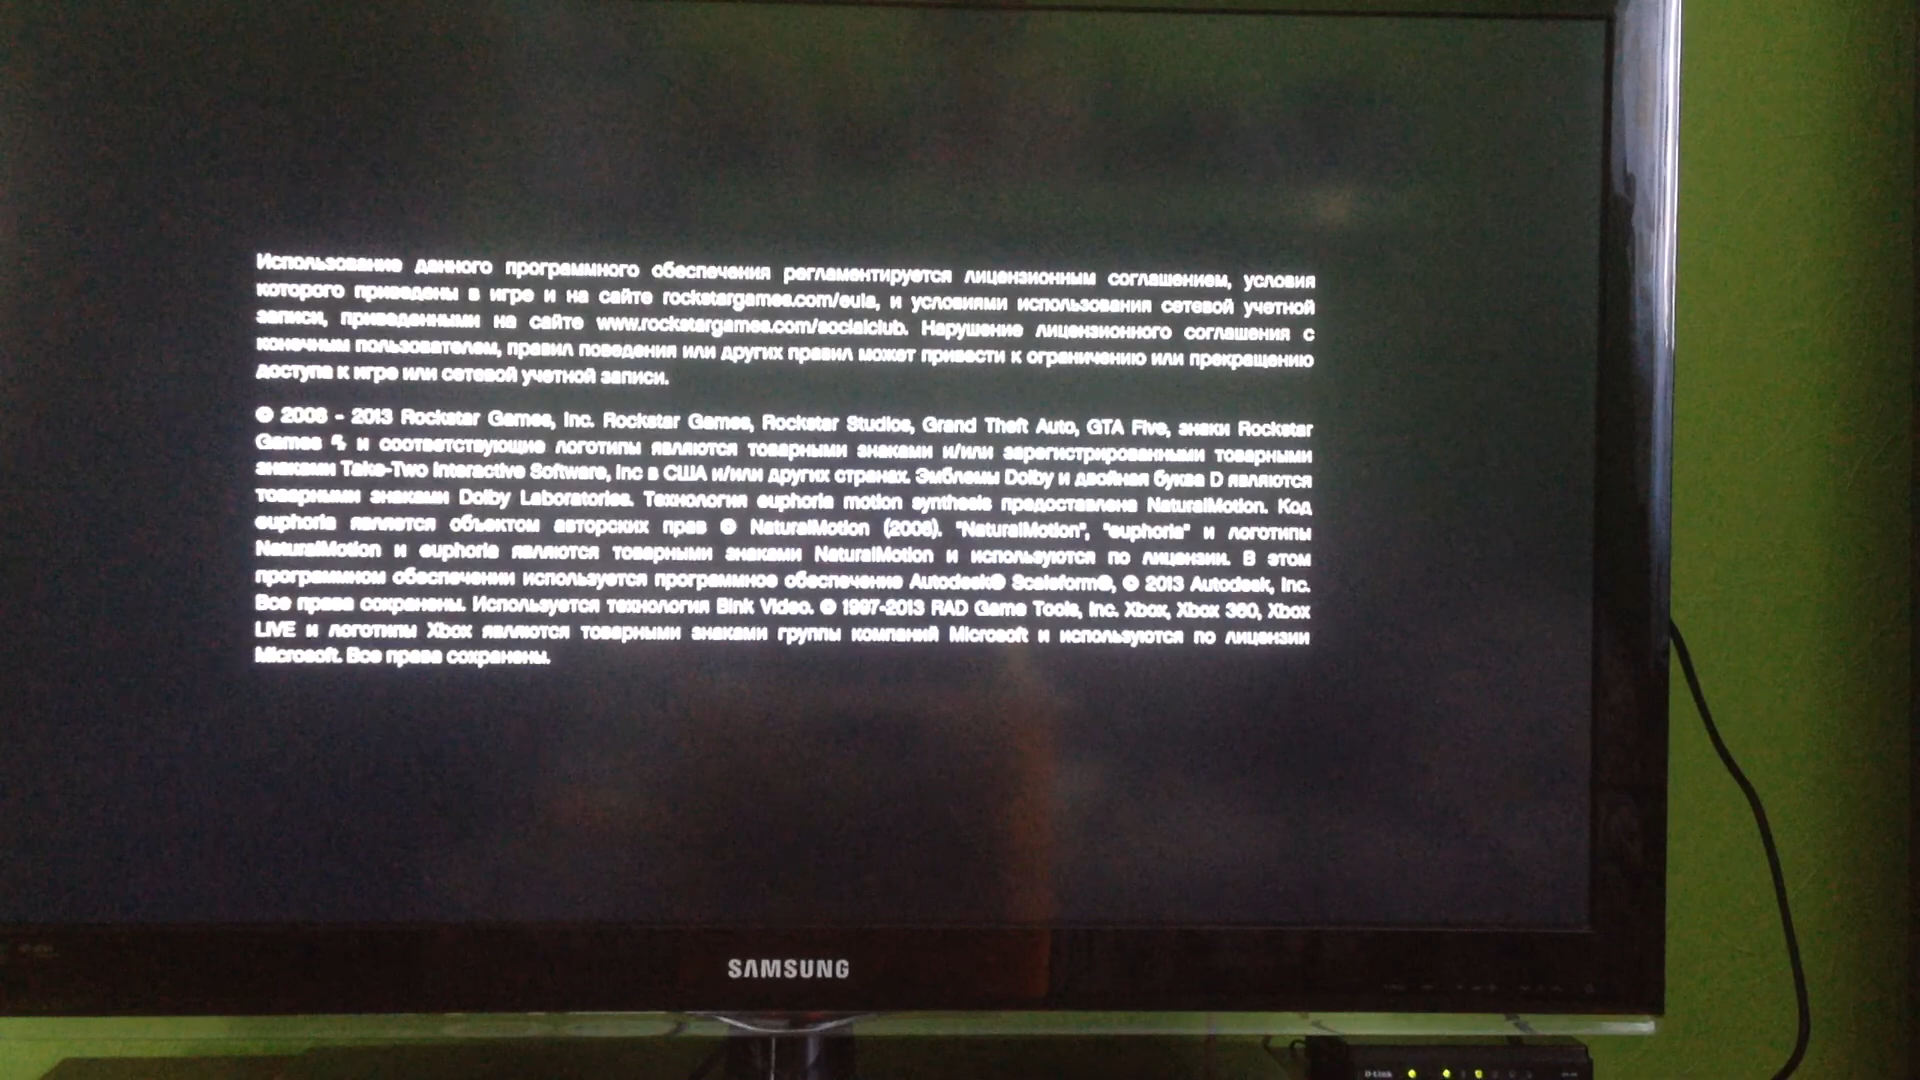 Использование данного программного обеспечения регламентируется лицензионным соглашением, условия
которого приведены в игре и на сайте rockstargames.com/eula, и условиями использования сетевой учетной
записи, приведенными на сайте www.rockstargames.com/socialclub. Нарушение лицензионного соглашения с
конечным пользователем, правил поведения или других правил может привести к ограничению или прекращению
доступа к игре или сетевой учетной записи.
© 2008 - 2013 Rockstar Games, Inc. Rockstar Games, Rockstar Studios, Grand Theft Auto, GTA Five, знаки Rockstar
Games и соответствующие логотипы являются товарными знаками и/или зарегистрированными товарными
знаками Take-Two Interactive Software, Inc в США и/или других странах. Эмблемы Dolby и двойная буква D являются
товарными знаками Dolby Laboratories. Технология euphoria motion synthesis предоставлена NaturalMotion. Код
euphoria является объектом авторских прав © NaturalMotion (2006). "NaturalMotion", "euphoria" и логотипы
NaturalMotion и euphoria являются товарными знаками NaturalMotion и используются по лицензии. В этом
программном обеспечении используется программное обеспечение Autodesk® Scaleform®, © 2013 Autodesk, Inc.
Все права сохранены. Используется технология Bink Video. © 1997-2013 RAD Game Tools, Inc. Xbox, Xbox 360, Xbox
LIVE и логотипы Xbox являются товарными знаками группы компаний Microsoft и используются по лицензии
Microsoft. Все права сохранены.
SAMSUNG
D-Link